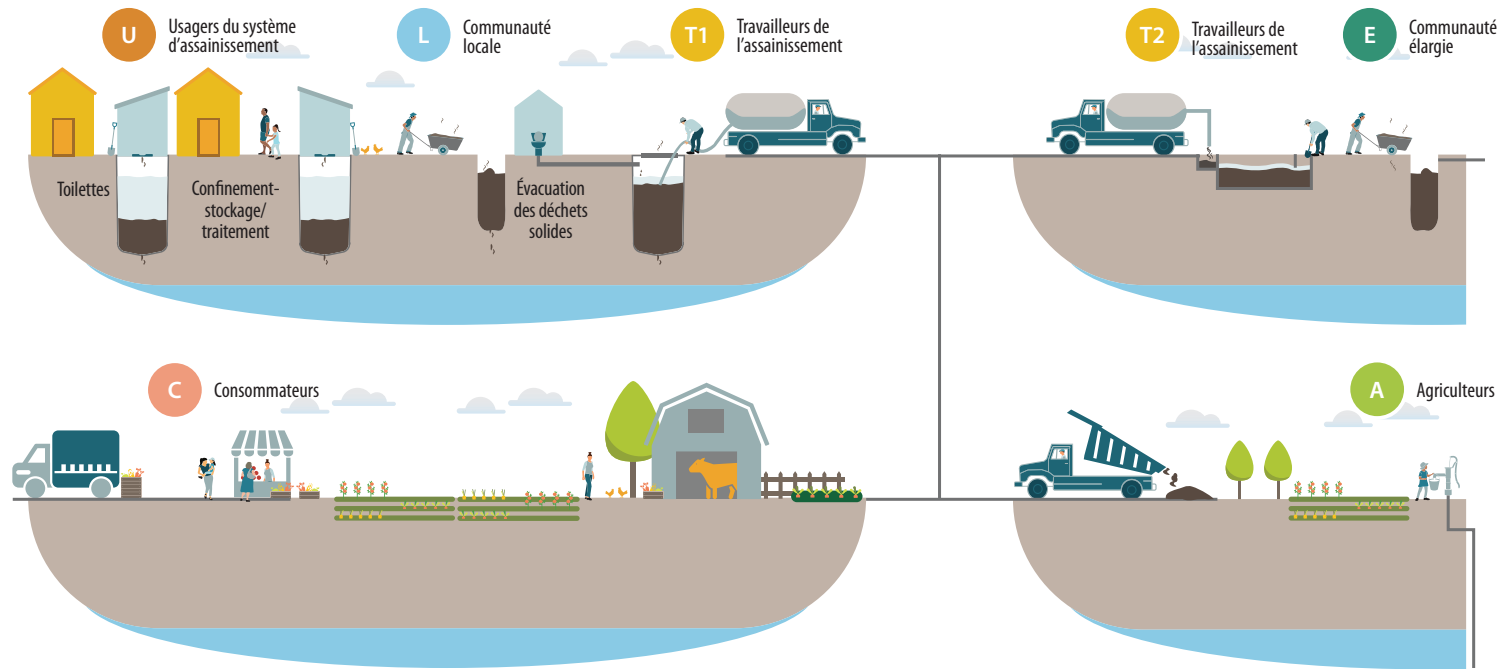 U
Usagers du système
d'assainissement
L
Communauté
locale
T1
Travailleurs de
l'assainissement
T2
Travailleurs de
l'assainissement
E
Communauté
élargie
Toilettes
Confinement-
stockage/
traitement
Évacuation
des déchets
solides
C
Consommateurs
A
Agriculteurs